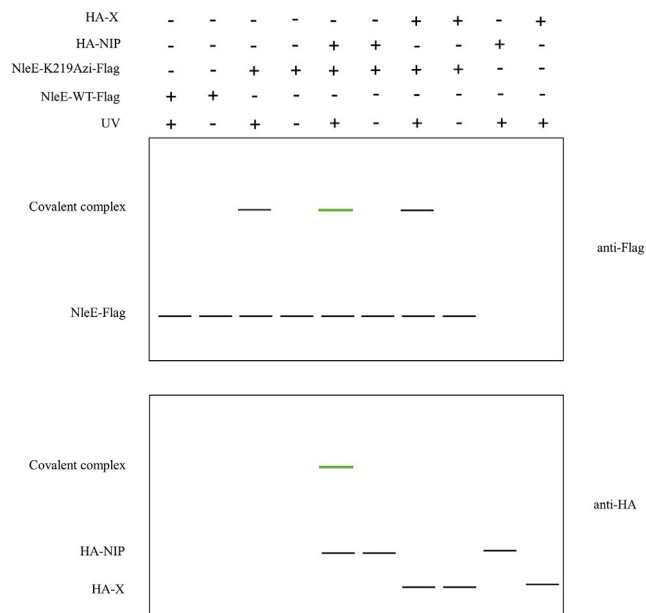 HA-X - - - - - - + + - +
HA-NIP - - - - + + - - + -
NleE-K219Azi-Flag - - + + + + + + - -
NleE-WT-Flag + + - - - - - - - -
UV + - + - + - + - + +
Covalent complex
anti-Flag
NleE-Flag
Covalent complex
anti-HA
HA-NIP
HA-X